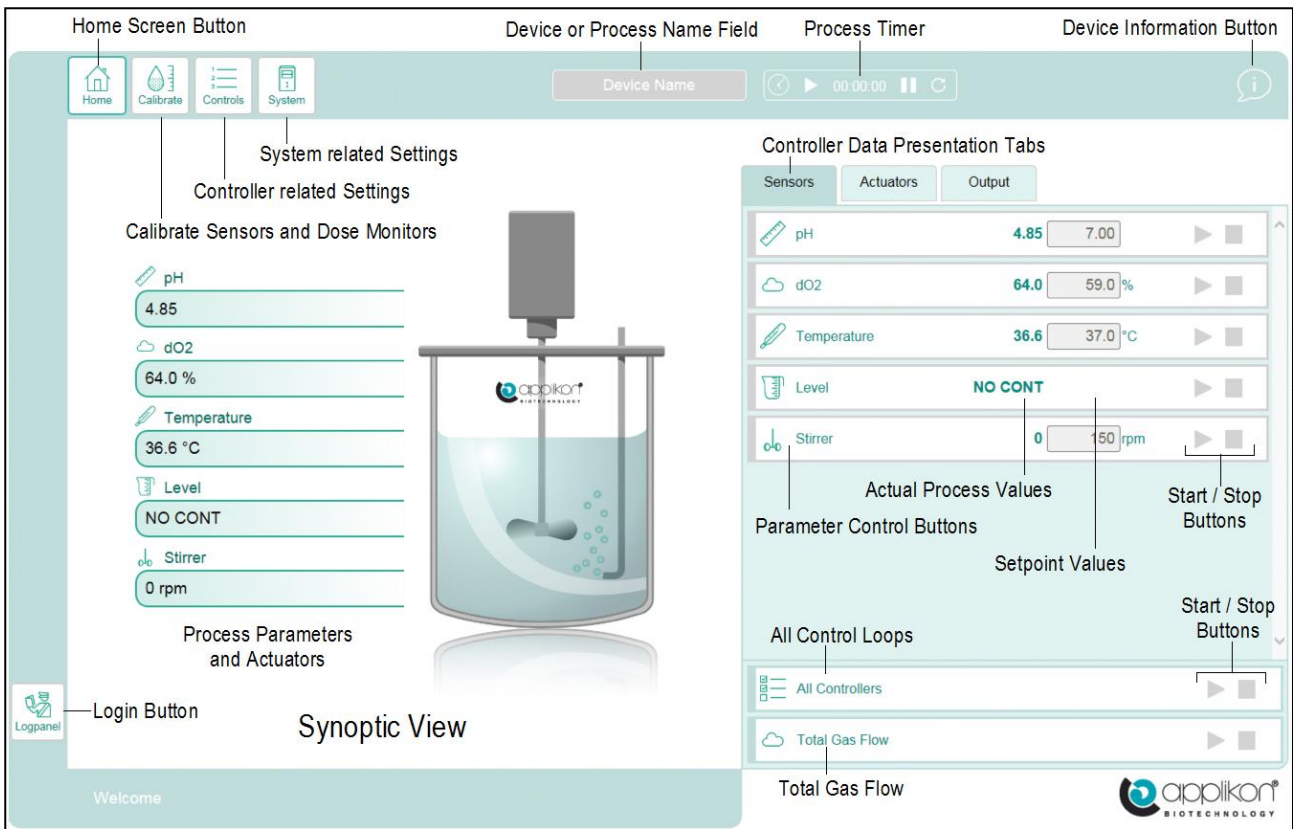 Home Screen Button
Device or Process Name Field
Process Timer
Device Information Button
Home
Calibrate
Controls
System
Device Name
00:00:00
System related Settings
Controller related Settings
Calibrate Sensors and Dose Monitors
Controller Data Presentation Tabs
Sensors
Actuators
Output
pH
4.85
dO2
64.0 %
Temperature
36.6 °C
Level
NO CONT
Stirrer
0 rpm
Process Parameters
and Actuators
applikon®
BIOTECHNOLOGY
pH 4.85 7.00
dO2 64.0 59.0 %
Temperature 36.6 37.0 °C
Level NO CONT
Stirrer 0 150 rpm
Actual Process Values
Parameter Control Buttons
Setpoint Values
Start / Stop
Buttons
Start / Stop
Buttons
All Control Loops
All Controllers
Total Gas Flow
Total Gas Flow
Logpanel
Login Button
Synoptic View
Welcome
applikon®
BIOTECHNOLOGY